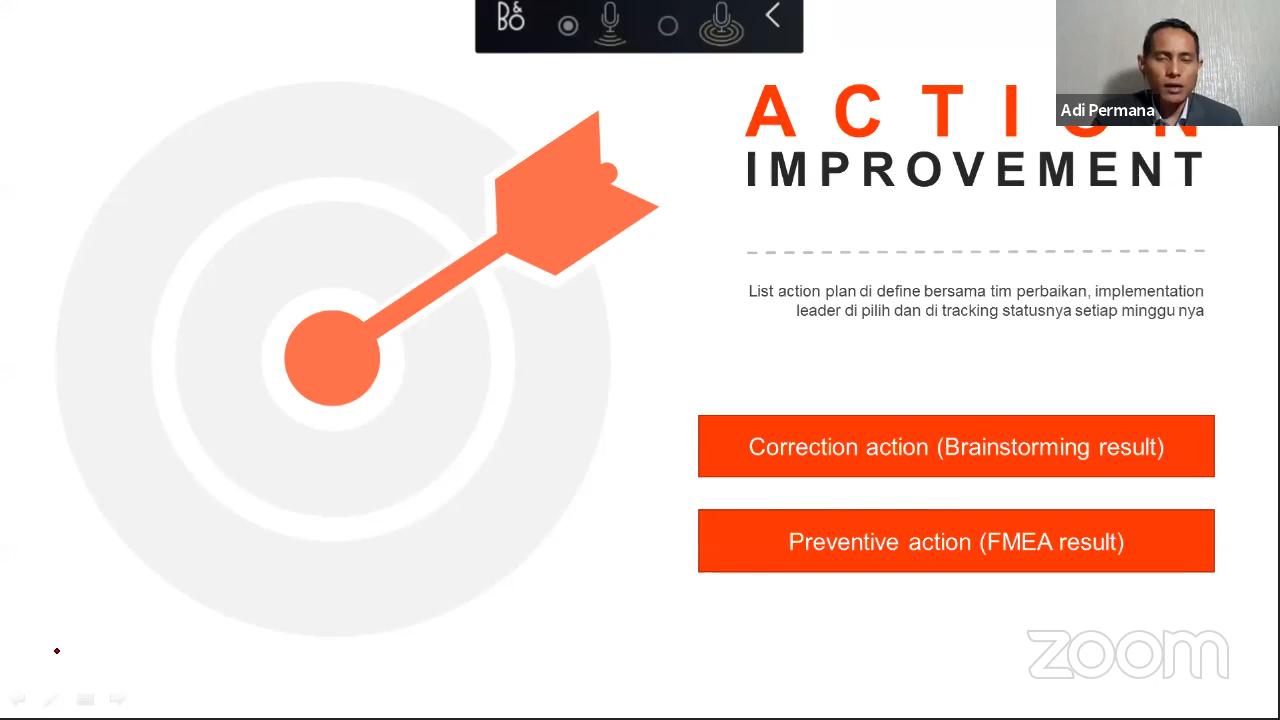 B&O
Adi Permana
ACTION
IMPROVEMENT
List action plan di define bersama tim perbaikan, implementation
leader di pilih dan di tracking statusnya setiap minggu nya
Correction action (Brainstorming result)
Preventive action (FMEA result)
zoom